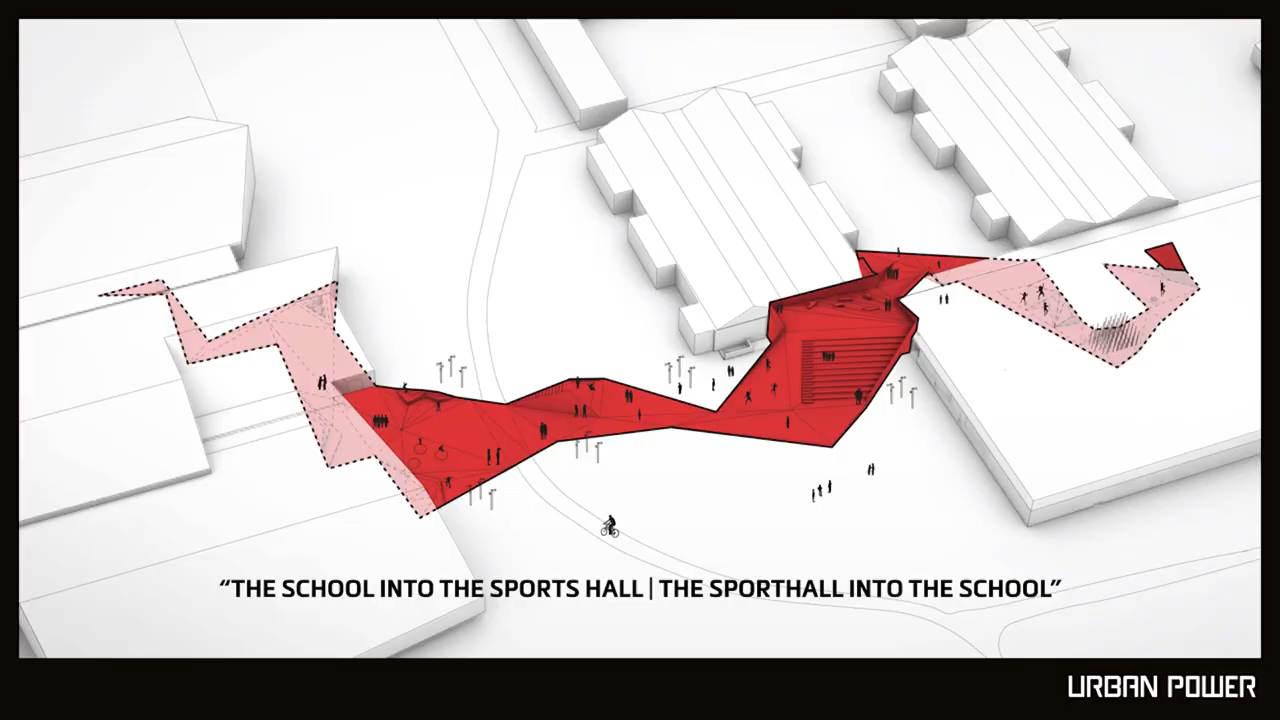 “THE SCHOOL INTO THE SPORTS HALL | THE SPORTHALL INTO THE SCHOOL”
URBAN POWER